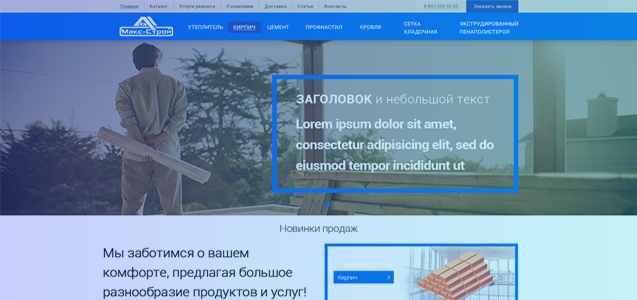 Главная Каталог Услуги ремонта О компании Доставка Статьи Контакты 8 843 555 55 55 Заказать звонок
Макс-Строй
УТЕПЛИТЕЛЬ КИРПИЧ ЦЕМЕНТ ПРОФНАСТИЛ КРОВЛЯ СЕТКА КЛАДОЧНАЯ ЭКСТРУДИРОВАННЫЙ ПЕНАПОЛИСТЕРОЛ
ЗАГОЛОВОК и небольшой текст
Lorem ipsum dolor sit amet,
consectetur adipisicing elit, sed do
eiusmod tempor incididunt ut
Новинки продаж
Мы заботимся о вашем
комфорте, предлагая большое
разнообразие продуктов и услуг!
Кирпич